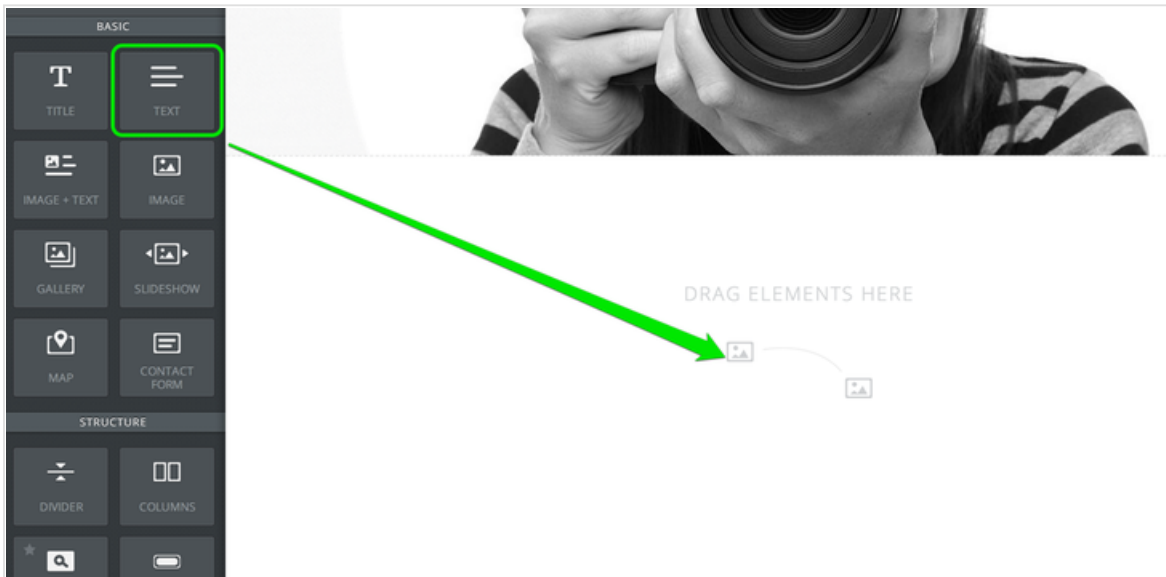 BASIC
TITLE
TEXT
IMAGE + TEXT
IMAGE
GALLERY
SLIDESHOW
MAP
CONTACT
FORM
STRUCTURE
DIVIDER
COLUMNS
DRAG ELEMENTS HERE